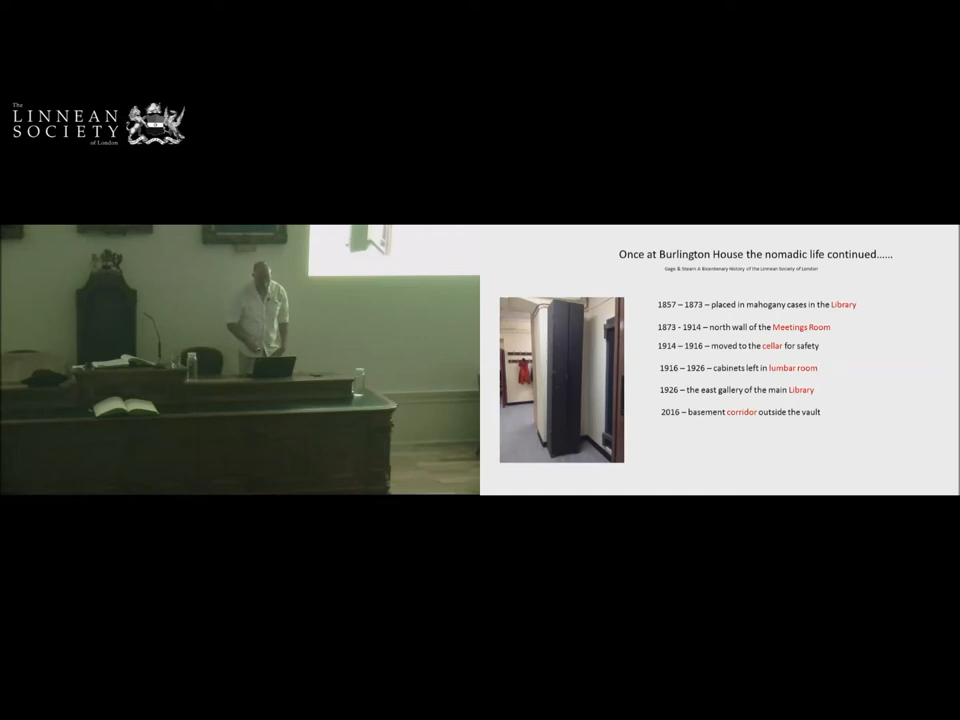 The
LINNEAN
SOCIETY
of London
Once at Burlington House the nomadic life continued......
Gage & Stearn A Bicentenary History of the Linnean Society of London
1857 – 1873 – placed in mahogany cases in the Library
1873 - 1914 – north wall of the Meetings Room
1914 – 1916 – moved to the cellar for safety
1916 – 1926 – cabinets left in lumbar room
1926 – the east gallery of the main Library
2016 – basement corridor outside the vault